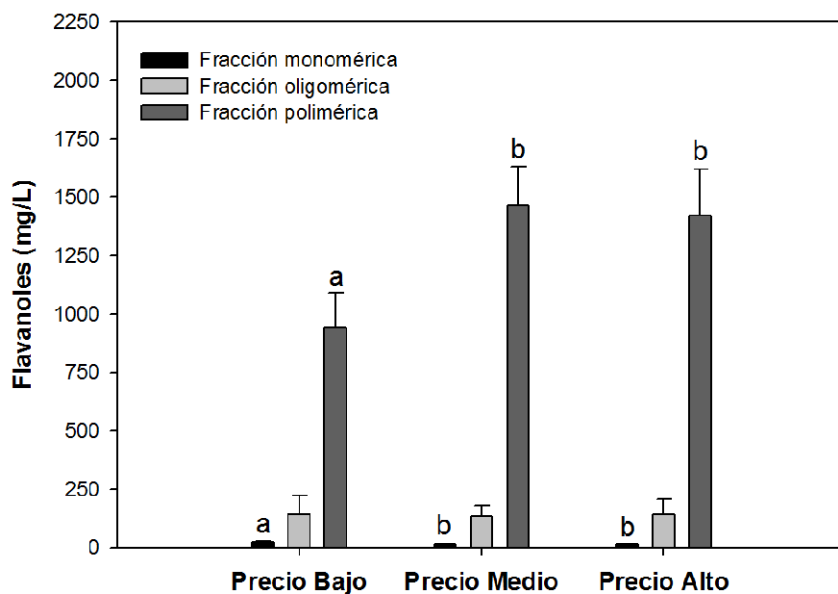 Flavanoles (mg/L)
2250
2000
1750
1500
1250
1000
750
500
250
0
Fracción monomérica
Fracción oligomérica
Fracción polimérica
a
a
b
b
b
b
Precio Bajo
Precio Medio
Precio Alto